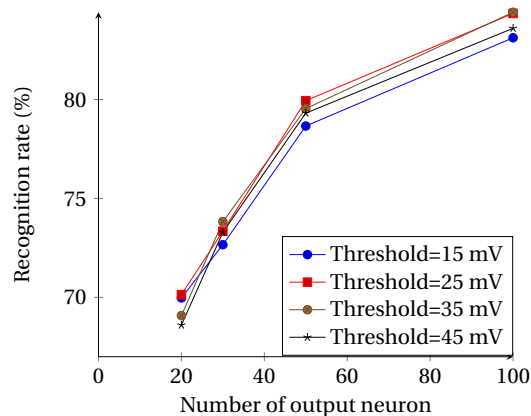 80
75
70
Recognition rate (%)
Threshold=15 mV
Threshold=25 mV
Threshold=35 mV
Threshold=45 mV
0 20 40 60 80 100
Number of output neuron